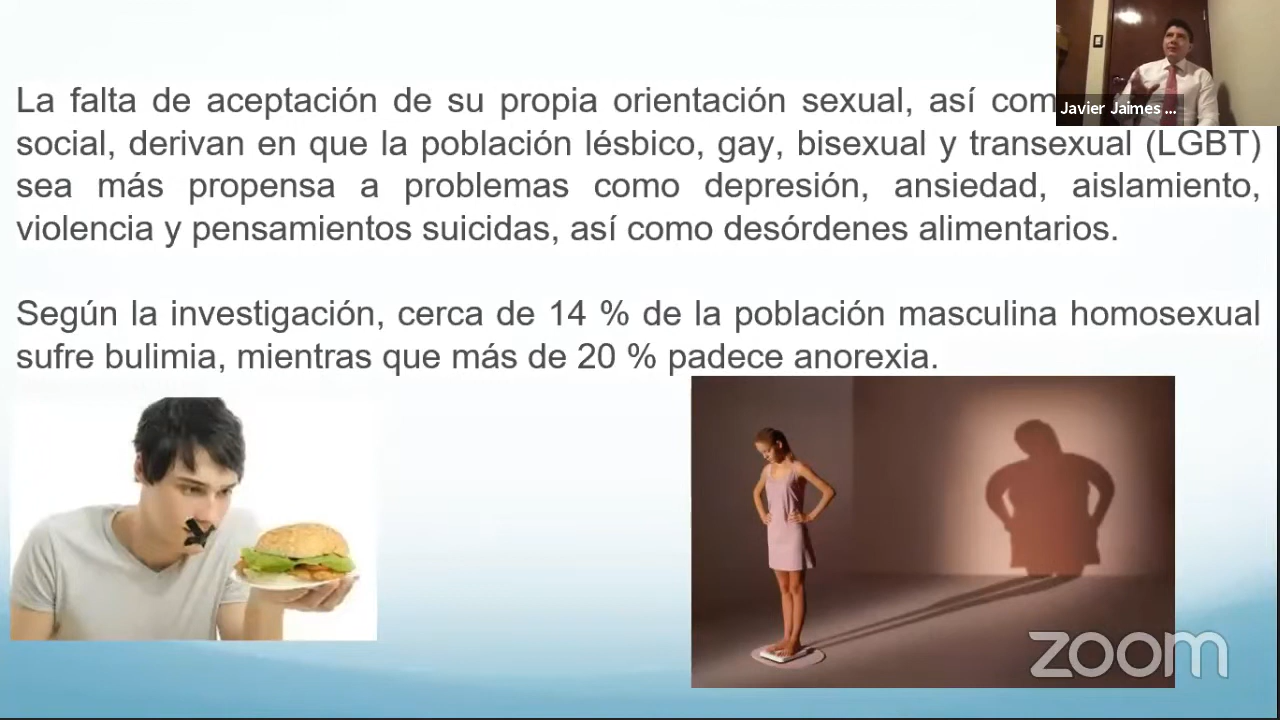 La falta de aceptación de su propia orientación sexual, así com
social, derivan en que la población lésbico, gay, bisexual y transexual (LGBT)
sea más propensa a problemas como depresión, ansiedad, aislamiento,
violencia y pensamientos suicidas, así como desórdenes alimentarios.
Según la investigación, cerca de 14 % de la población masculina homosexual
sufre bulimia, mientras que más de 20 % padece anorexia.
Javier Jaimes ...
zoom